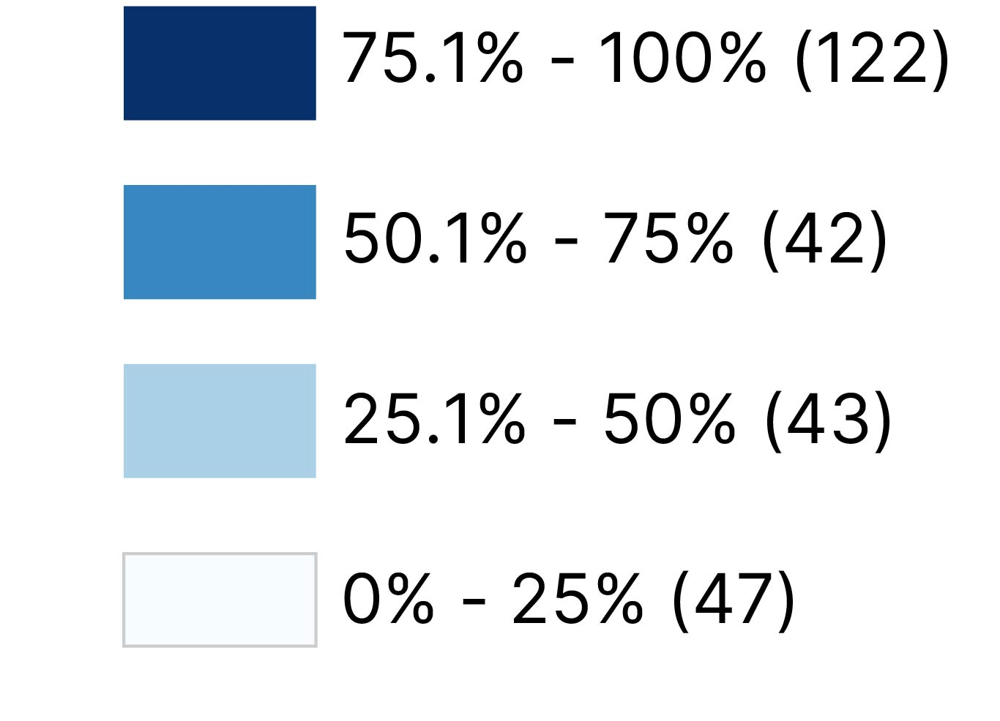 75.1% - 100% (122)
50.1% - 75% (42)
25.1% - 50% (43)
0% - 25% (47)